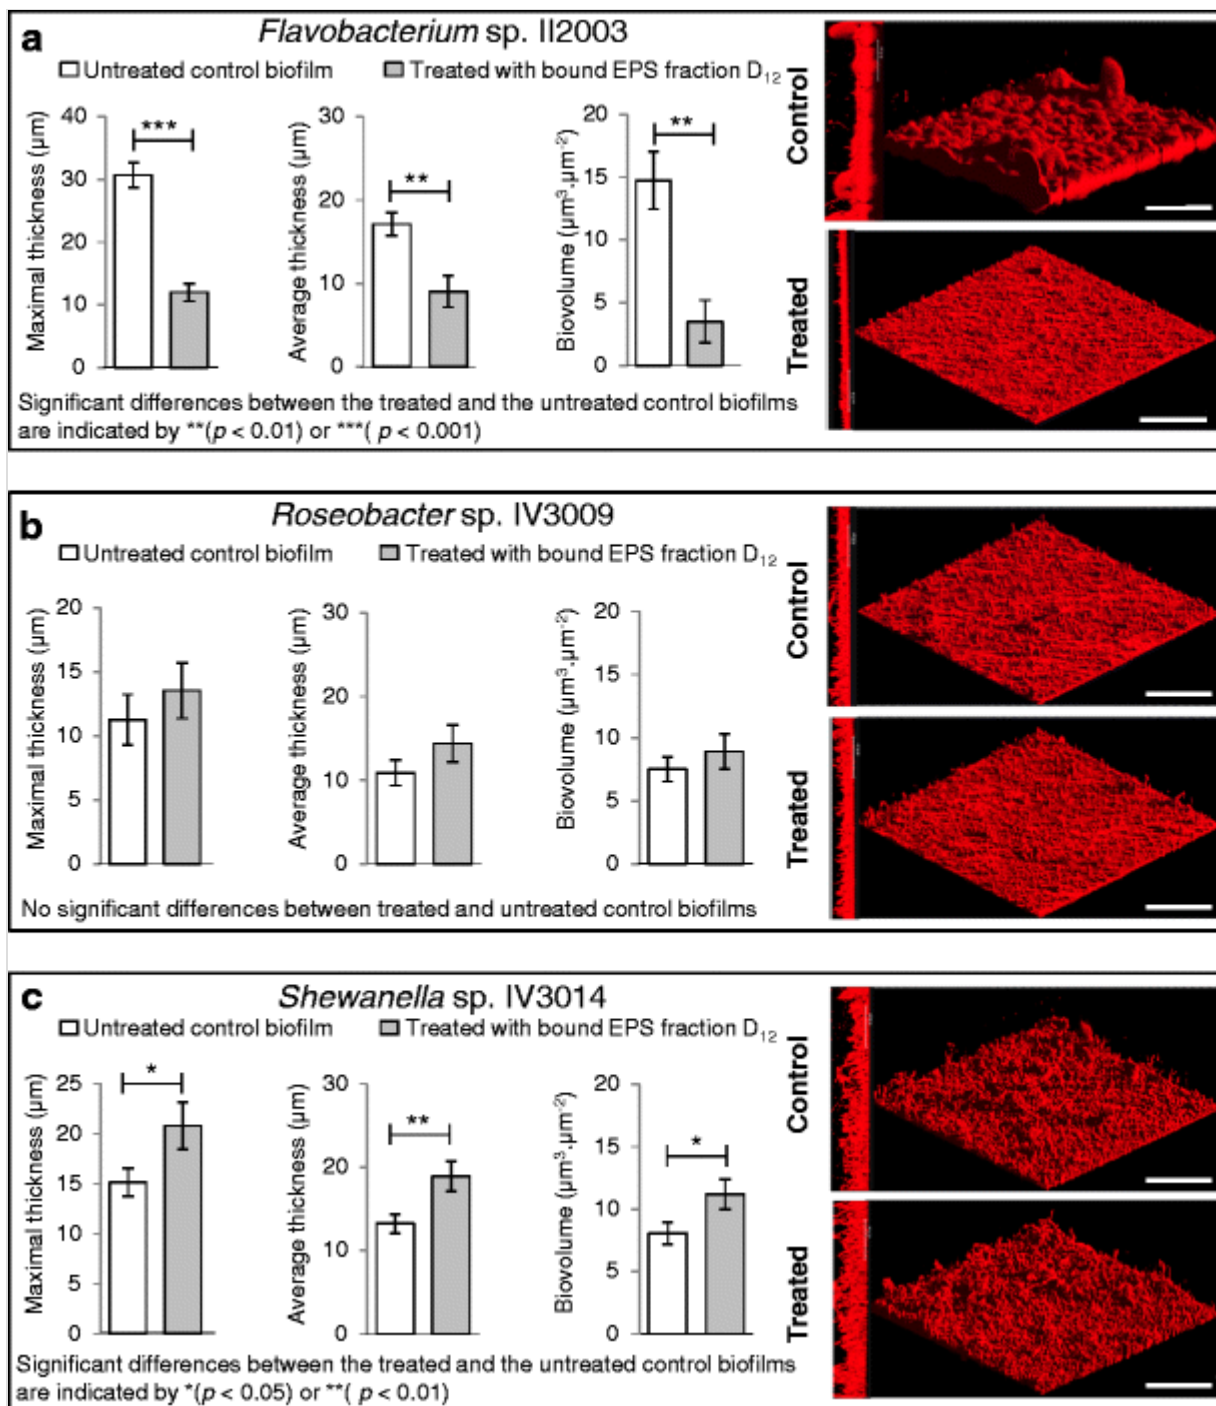 a
Flavobacterium sp. II2003
Untreated control biofilm
Treated with bound EPS fraction D12
Maximal thickness (µm)
40
30
20
10
0
***
Average thickness (µm)
30
20
10
0
**
Biovolume (µm³.µm⁻²)
20
15
10
5
0
**
Control
Treated
Significant differences between the treated and the untreated control biofilms
are indicated by **(p < 0.01) or ***( p < 0.001)
b
Roseobacter sp. IV3009
Untreated control biofilm
Treated with bound EPS fraction D12
Maximal thickness (µm)
20
15
10
5
0
Average thickness (µm)
30
20
10
0
Biovolume (µm³.µm⁻²)
20
15
10
5
0
Control
Treated
No significant differences between treated and untreated control biofilms
c
Shewanella sp. IV3014
Untreated control biofilm
Treated with bound EPS fraction D12
Maximal thickness (µm)
25
20
15
10
5
0
*
Average thickness (µm)
30
20
10
0
**
Biovolume (µm³.µm⁻²)
20
15
10
5
0
*
Control
Treated
Significant differences between the treated and the untreated control biofilms
are indicated by *(p < 0.05) or **( p < 0.01)